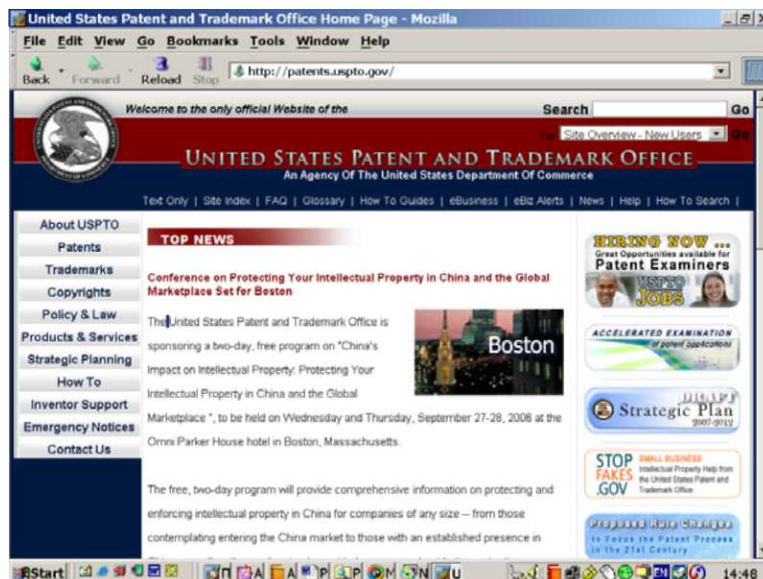 United States Patent and Trademark Office Home Page - Mozilla
File Edit View Go Bookmarks Tools Window Help
Back Forward Reload Stop http://patents.uspto.gov/
Welcome to the only official Website of the Search Go
Site Overview - New Users Go
UNITED STATES PATENT AND TRADEMARK OFFICE
An Agency Of The United States Department Of Commerce
Text Only | Site Index | FAQ | Glossary | How To Guides | eBusiness | eBiz Alerts | News | Help | How To Search |
About USPTO
Patents
Trademarks
Copyrights
Policy & Law
Products & Services
Strategic Planning
How To
Inventor Support
Emergency Notices
Contact Us
TOP NEWS
Conference on Protecting Your Intellectual Property in China and the Global
Marketplace Set for Boston
The United States Patent and Trademark Office is
sponsoring a two-day, free program on "China's
Impact on Intellectual Property: Protecting Your
Intellectual Property in China and the Global
Marketplace ", to be held on Wednesday and Thursday, September 27-28, 2006 at the
Omni Parker House hotel in Boston, Massachusetts.
Boston
The free, two-day program will provide comprehensive information on protecting and
enforcing intellectual property in China for companies of any size -- from those
contemplating entering the China market to those with an established presence in
HIRING NOW ...
Great Opportunities available for
Patent Examiners
USPTO
JOBS
ACCELERATED EXAMINATION
of patent applications
DRAFT
Strategic Plan
2007-2012
STOP
FAKES
.GOV
SMALL BUSINESS
Intellectual Property Help from
the United States Patent and
Trademark Office
Proposed Rule Changes
to Focus the Patent Process
in the 21st Century
Start EN 14:48